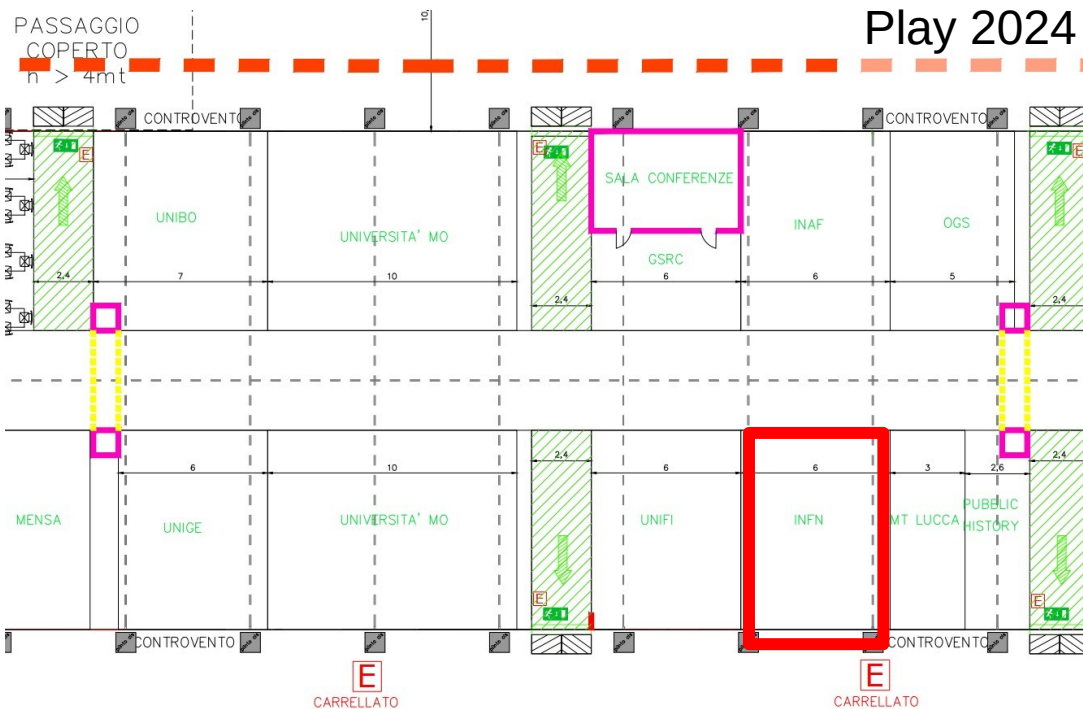 Play 2024
PASSAGGIO
COPERTO
h > 4mt
10,
CONTROVENTO
CONTROVENTO
E
E
E
SALA CONFERENZE
UNIBO
UNIVERSITA' MO
INAF
OGS
GSRC
2,4
7
10
6
6
5
2,4
2,4
2,4
6
10
2,4
6
6
3
2,6
2,4
MENSA
UNIGE
UNIVERSITA' MO
UNIFI
INFN
MT LUCCA
PUBBLIC
HISTORY
E
E
CONTROVENTO
CONTROVENTO
E
CARRELLATO
E
CARRELLATO